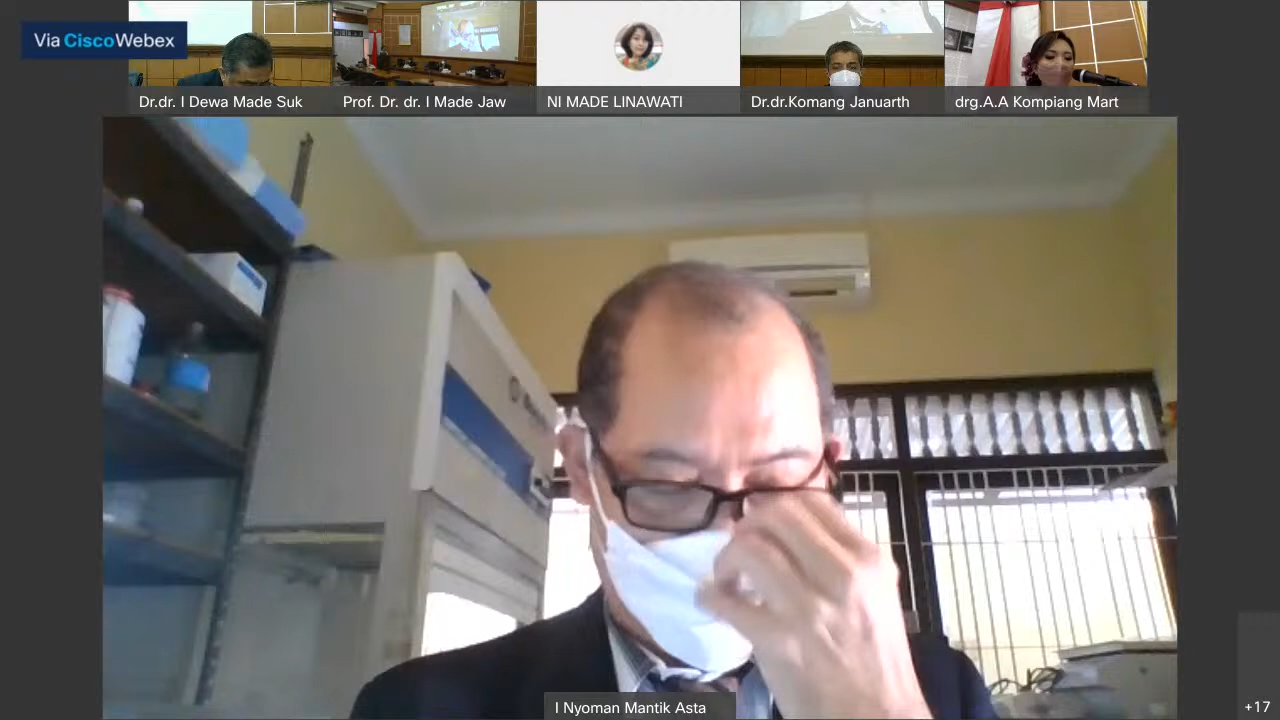 Via CiscoWebex
Dr.dr. I Dewa Made Suk
Prof. Dr. dr. I Made Jaw
NI MADE LINAWATI
Dr.dr.Komang Januarth
drg.A.A Kompiang Mart
I Nyoman Mantik Asta
+17